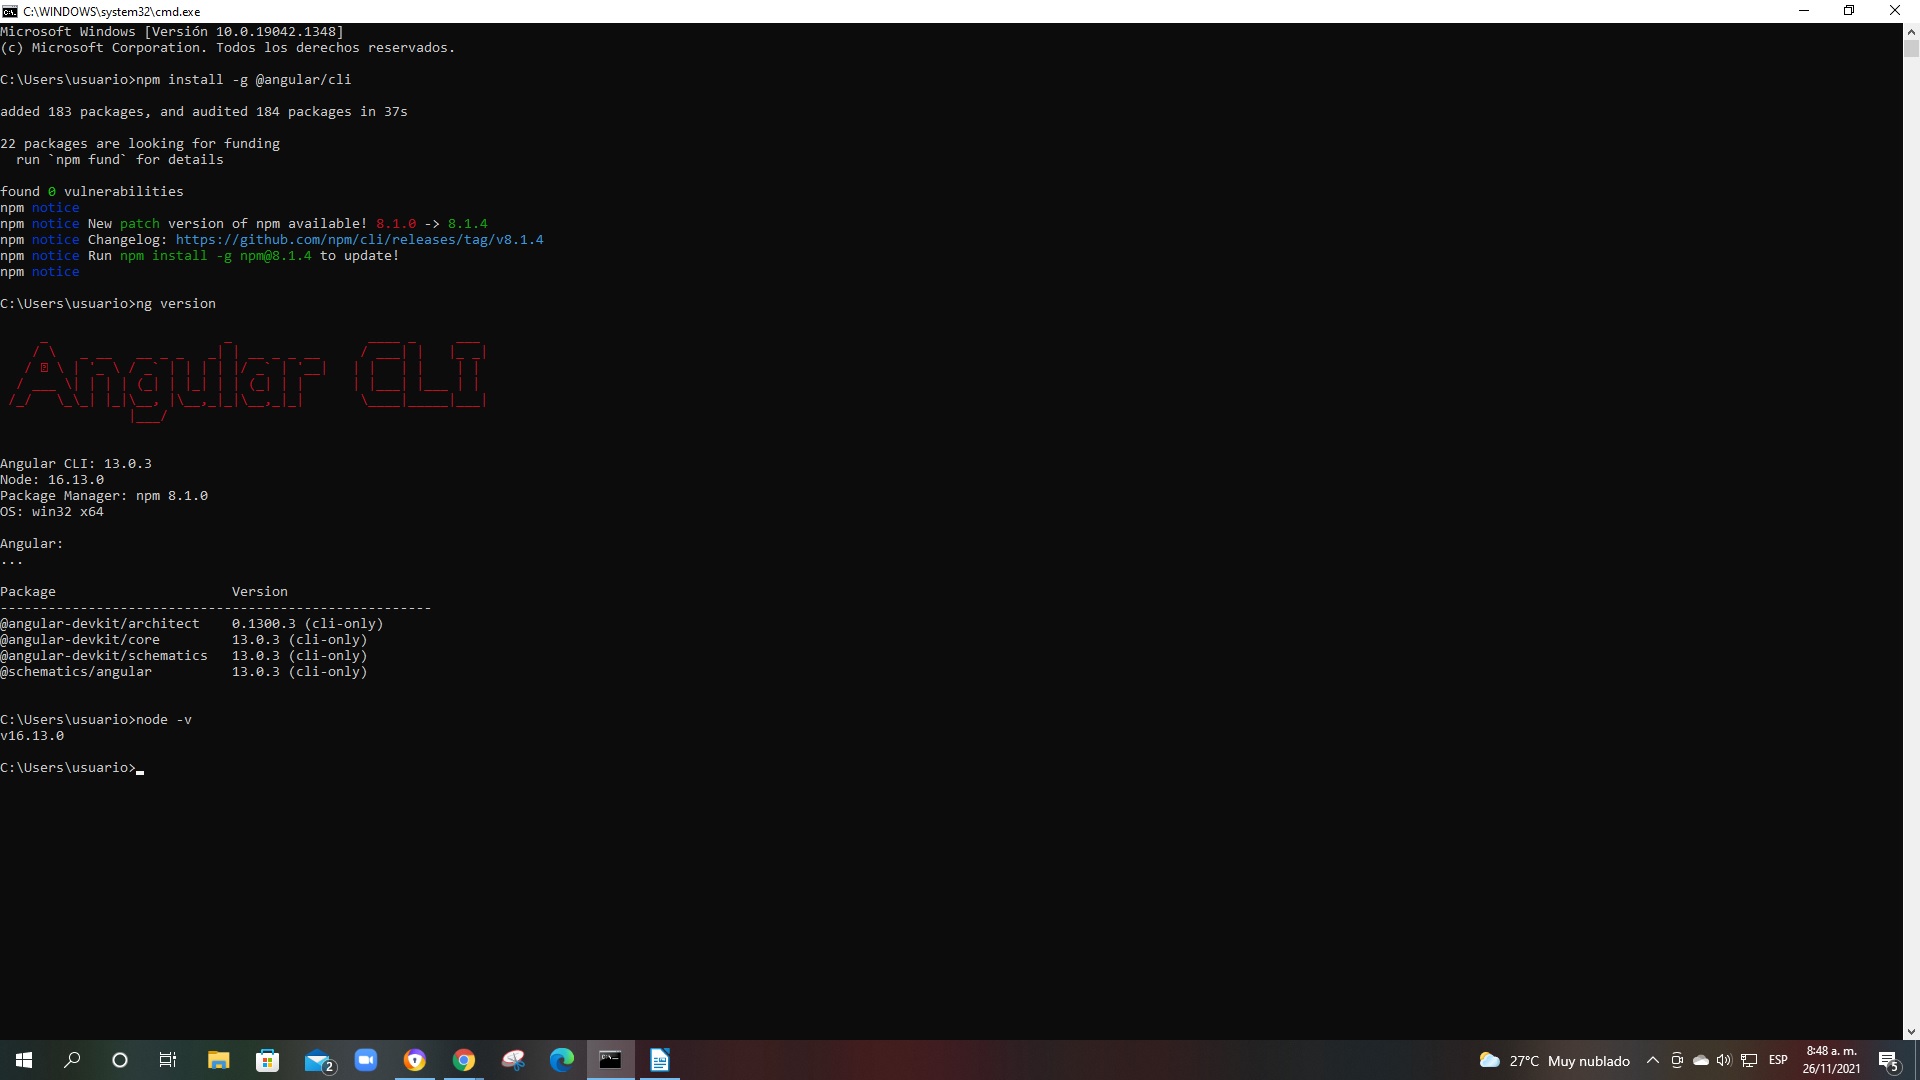 C:\WINDOWS\system32\cmd.exe
Microsoft Windows [Versión 10.0.19042.1348]
(c) Microsoft Corporation. Todos los derechos reservados.
C:\Users\usuario>npm install -g @angular/cli
added 183 packages, and audited 184 packages in 37s
22 packages are looking for funding
  run `npm fund` for details
found 0 vulnerabilities
npm notice
npm notice New patch version of npm available! 8.1.0 -> 8.1.4
npm notice Changelog: https://github.com/npm/cli/releases/tag/v8.1.4
npm notice Run npm install -g npm@8.1.4 to update!
npm notice
C:\Users\usuario>ng version
Angular CLI
Angular CLI: 13.0.3
Node: 16.13.0
Package Manager: npm 8.1.0
OS: win32 x64
Angular:
...
Package                      Version
------------------------------------------------------
@angular-devkit/architect    0.1300.3 (cli-only)
@angular-devkit/core         13.0.3 (cli-only)
@angular-devkit/schematics   13.0.3 (cli-only)
@schematics/angular          13.0.3 (cli-only)
C:\Users\usuario>node -v
v16.13.0
C:\Users\usuario>
2
27°C Muy nublado
ESP
8:48 a. m.
26/11/2021
5